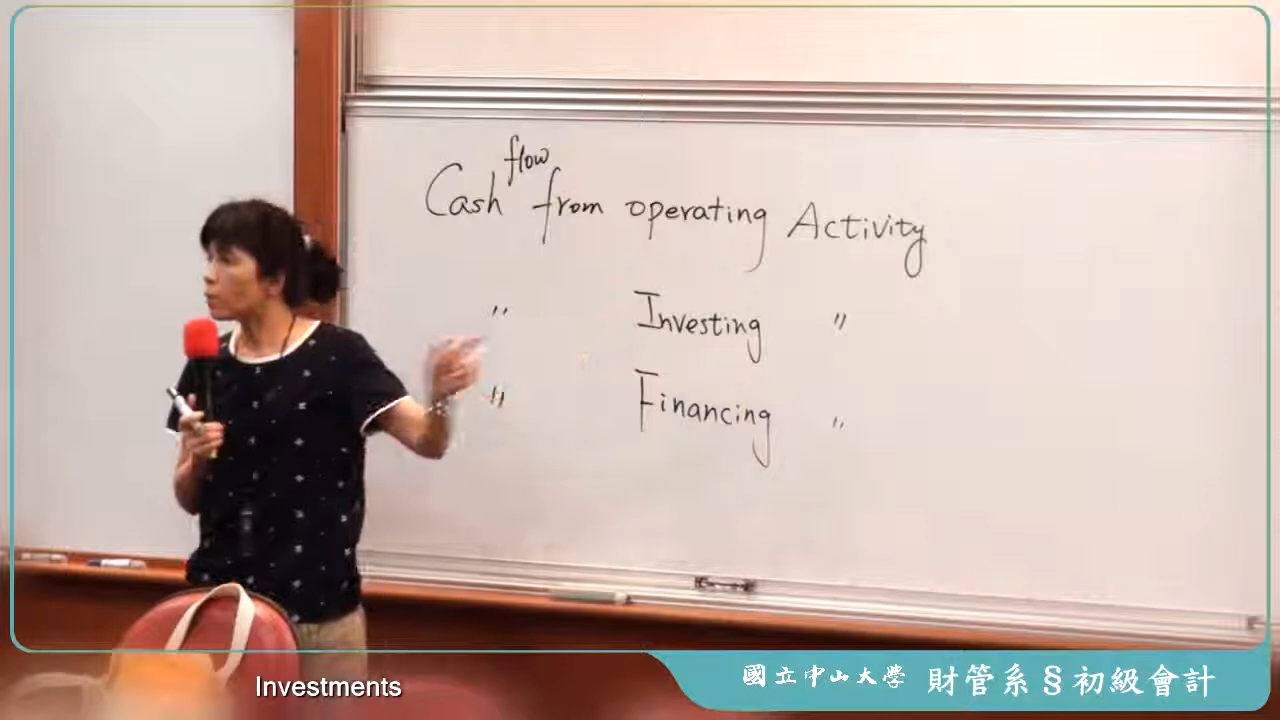 flow
Cash from operating Activity
" Investing "
" Financing "
Investments
國立中山大學 財管系§初級會計